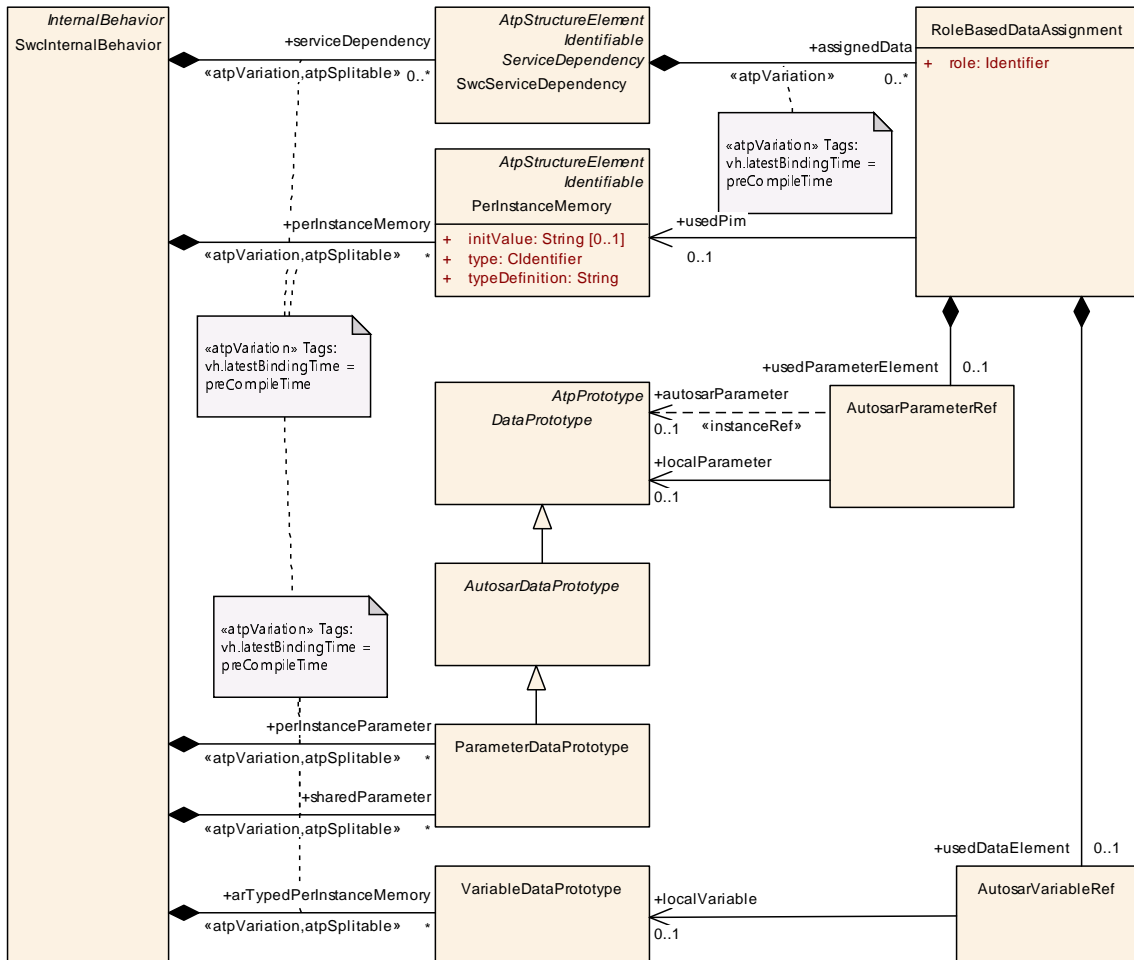 InternalBehavior
SwcInternalBehavior
+serviceDependency
«atpVariation,atpSplitable» 0..*
AtpStructureElement
Identifiable
ServiceDependency
SwcServiceDependency
+assignedData
«atpVariation»
0..*
RoleBasedDataAssignment
+ role: Identifier
«atpVariation» Tags:
vh.latestBindingTime =
preCompileTime
AtpStructureElement
Identifiable
PerInstanceMemory
+ initValue: String [0..1]
+ type: CIdentifier
+ typeDefinition: String
+perInstanceMemory
«atpVariation,atpSplitable» *
+usedPim
0..1
«atpVariation» Tags:
vh.latestBindingTime =
preCompileTime
+usedParameterElement
0..1
AtpPrototype
DataPrototype
+autosarParameter
0..1
«instanceRef»
+localParameter
0..1
AutosarParameterRef
AutosarDataPrototype
«atpVariation» Tags:
vh.latestBindingTime =
preCompileTime
+perInstanceParameter
«atpVariation,atpSplitable» *
ParameterDataPrototype
+sharedParameter
«atpVariation,atpSplitable» *
+usedDataElement
0..1
+arTypedPerInstanceMemory
«atpVariation,atpSplitable» *
VariableDataPrototype
+localVariable
0..1
AutosarVariableRef